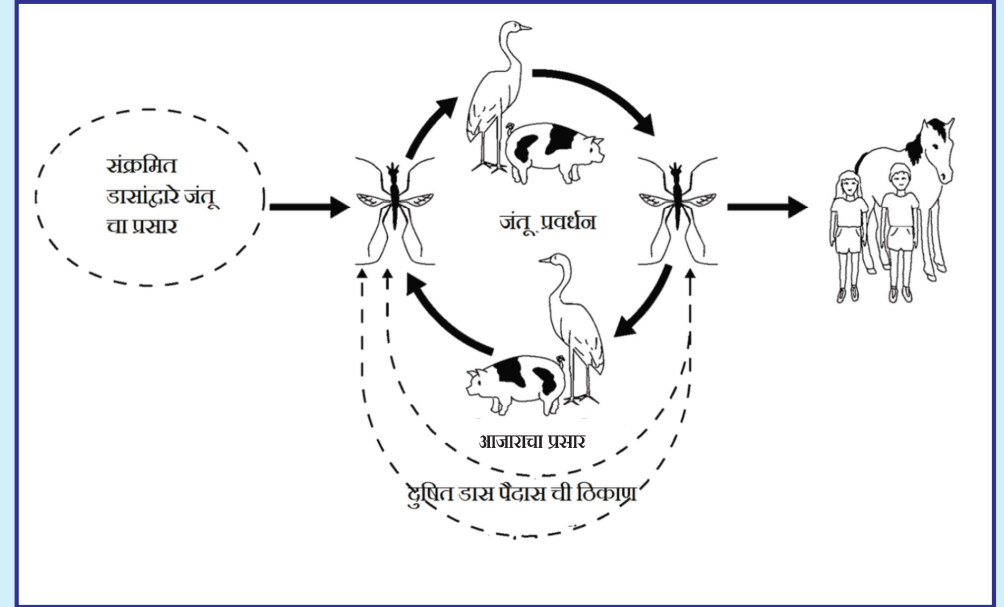 संक्रमित
डासांद्वारे जंतू
चा प्रसार
जंतू प्रवर्धन
आजाराचा प्रसार
दुषित डास पैदास ची ठिकाण